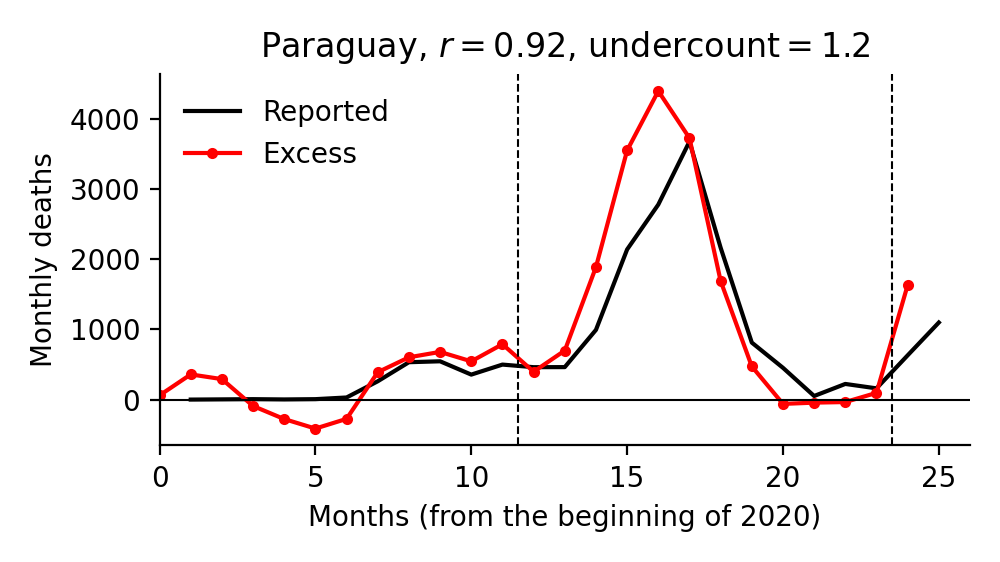 Paraguay, r = 0.92, undercount = 1.2
Reported
Excess
Monthly deaths
4000
3000
2000
1000
0
0 5 10 15 20 25
Months (from the beginning of 2020)